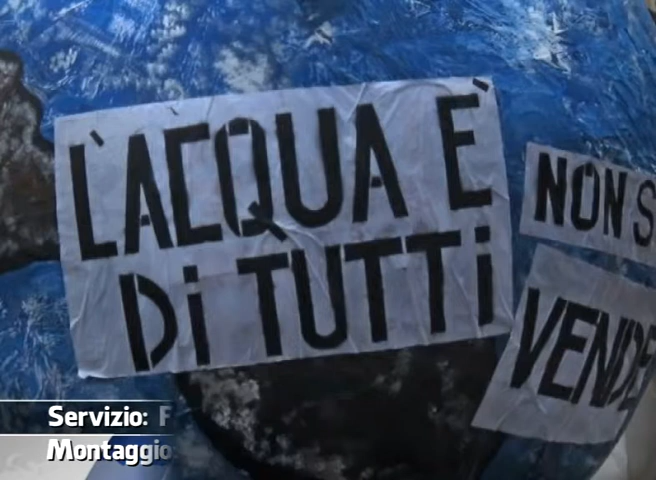 L'ACQUA È
Di TUTTi
NON S
VENDE
Servizio: F
Montaggio